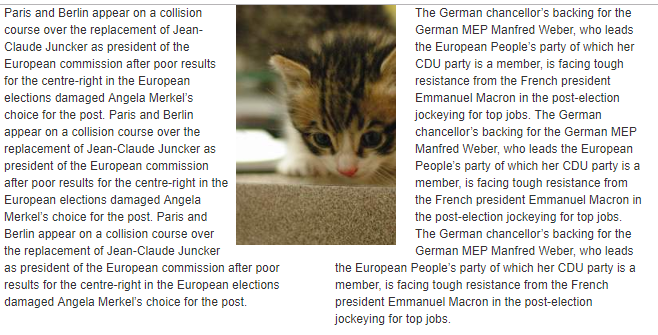 Paris and Berlin appear on a collision
course over the replacement of Jean-
Claude Juncker as president of the
European commission after poor results
for the centre-right in the European
elections damaged Angela Merkel's
choice for the post. Paris and Berlin
appear on a collision course over the
replacement of Jean-Claude Juncker as
president of the European commission
after poor results for the centre-right in the
European elections damaged Angela
Merkel's choice for the post. Paris and
Berlin appear on a collision course over
the replacement of Jean-Claude Juncker
as president of the European commission after poor
results for the centre-right in the European elections
damaged Angela Merkel's choice for the post.
The German chancellor's backing for the
German MEP Manfred Weber, who leads
the European People's party of which her
CDU party is a member, is facing tough
resistance from the French president
Emmanuel Macron in the post-election
jockeying for top jobs. The German
chancellor's backing for the German MEP
Manfred Weber, who leads the European
People's party of which her CDU party is a
member, is facing tough resistance from
the French president Emmanuel Macron in
the post-election jockeying for top jobs.
The German chancellor's backing for the
German MEP Manfred Weber, who leads
the European People's party of which her CDU party is a
member, is facing tough resistance from the French
president Emmanuel Macron in the post-election
jockeying for top jobs.